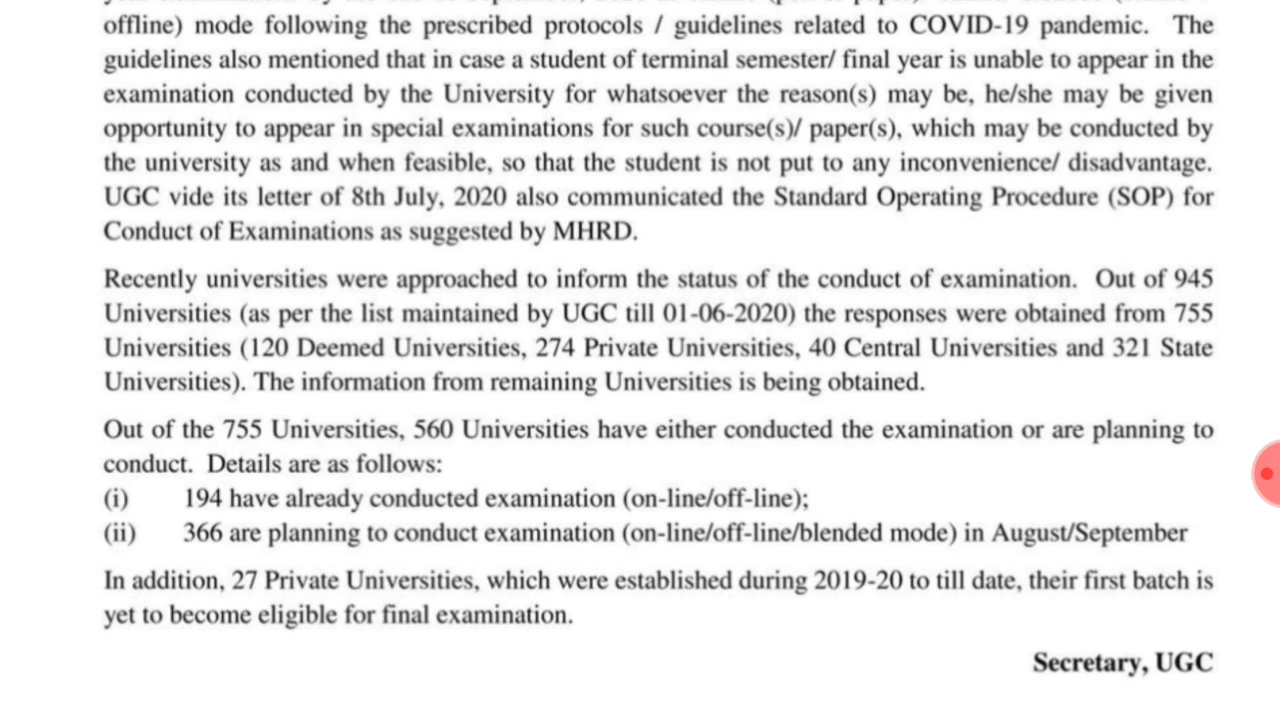 offline) mode following the prescribed protocols / guidelines related to COVID-19 pandemic. The
guidelines also mentioned that in case a student of terminal semester/ final year is unable to appear in the
examination conducted by the University for whatsoever the reason(s) may be, he/she may be given
opportunity to appear in special examinations for such course(s)/ paper(s), which may be conducted by
the university as and when feasible, so that the student is not put to any inconvenience/ disadvantage.
UGC vide its letter of 8th July, 2020 also communicated the Standard Operating Procedure (SOP) for
Conduct of Examinations as suggested by MHRD.
Recently universities were approached to inform the status of the conduct of examination. Out of 945
Universities (as per the list maintained by UGC till 01-06-2020) the responses were obtained from 755
Universities (120 Deemed Universities, 274 Private Universities, 40 Central Universities and 321 State
Universities). The information from remaining Universities is being obtained.
Out of the 755 Universities, 560 Universities have either conducted the examination or are planning to
conduct. Details are as follows:
(i) 194 have already conducted examination (on-line/off-line);
(ii) 366 are planning to conduct examination (on-line/off-line/blended mode) in August/September
In addition, 27 Private Universities, which were established during 2019-20 to till date, their first batch is
yet to become eligible for final examination.
Secretary, UGC